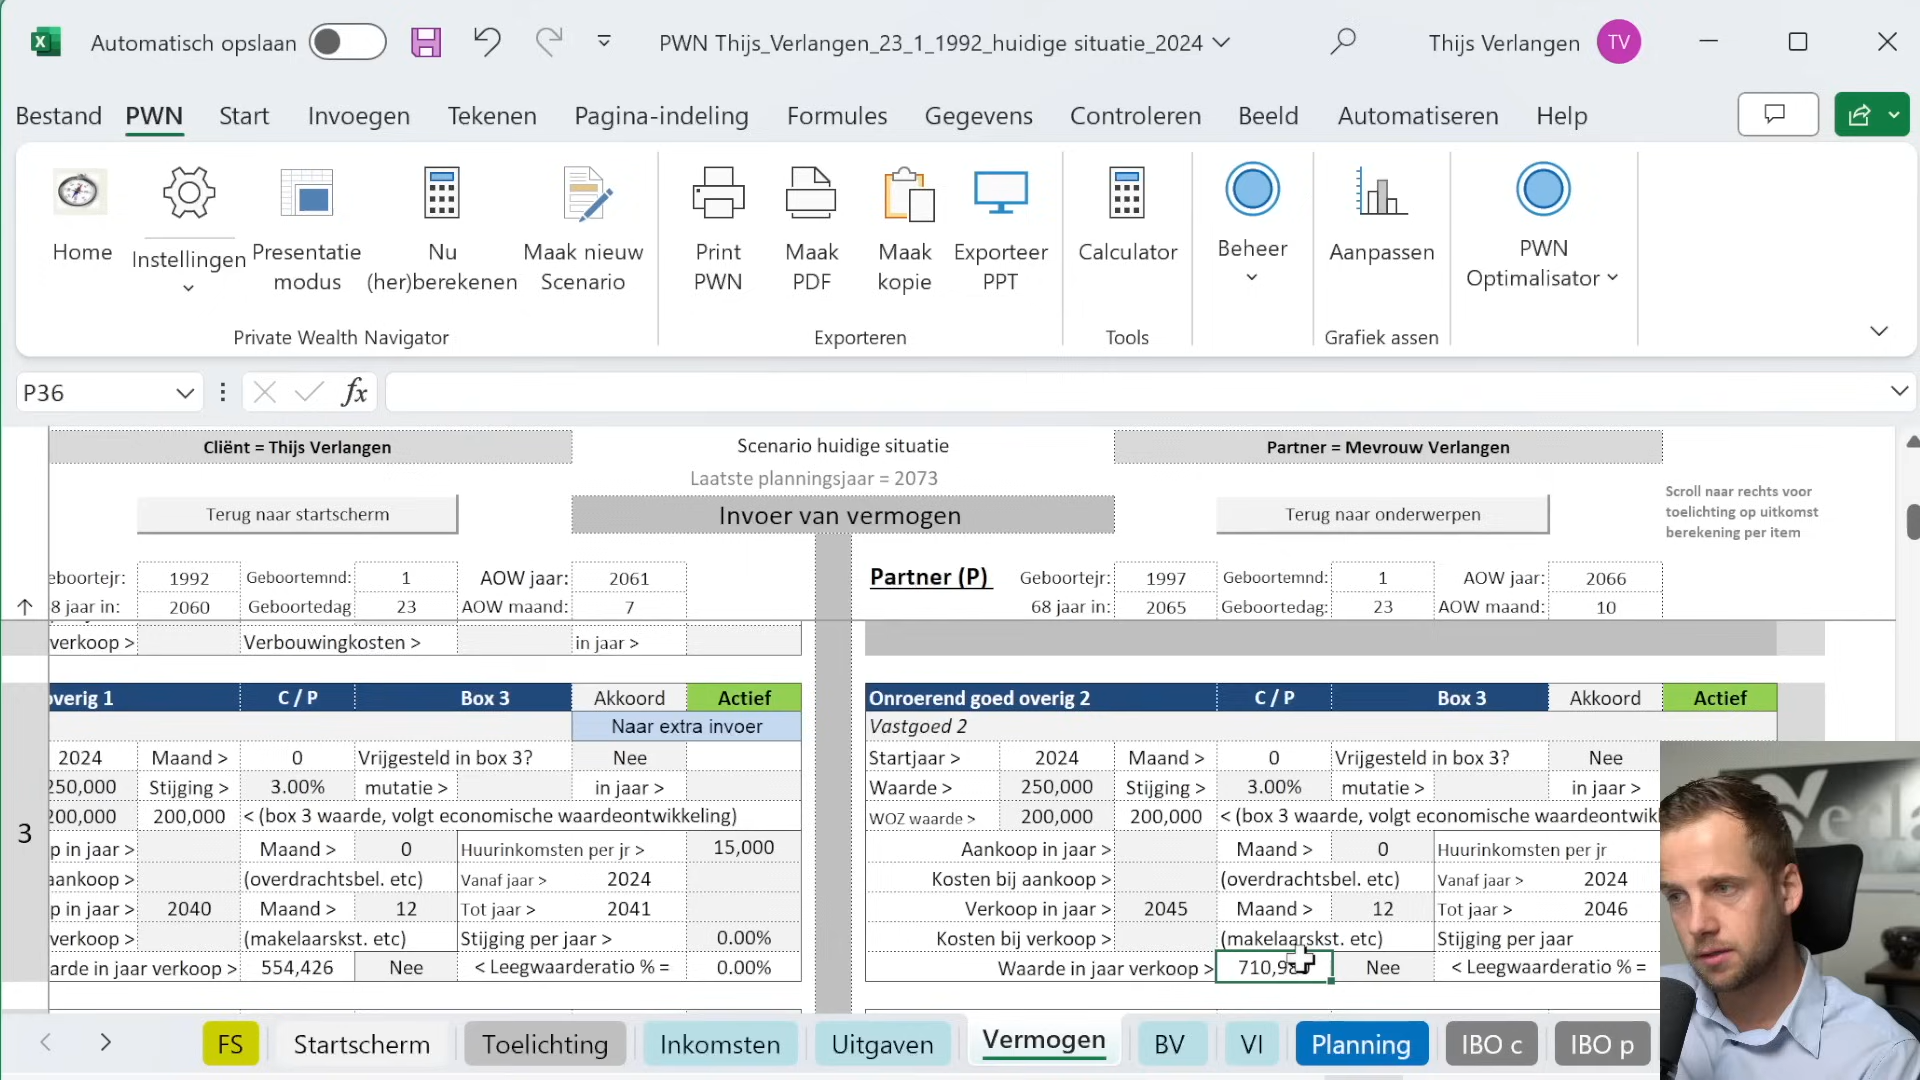 Automatisch opslaan
PWN Thijs_Verlangen_23_1_1992_huidige situatie_2024
Thijs Verlangen
TV
Bestand PWN Start Invoegen Tekenen Pagina-indeling Formules Gegevens Controleren Beeld Automatiseren Help
Home
Instellingen
Presentatie modus
Nu (her)berekenen
Maak nieuw Scenario
Print PWN
Maak PDF
Maak kopie
Exporteer PPT
Calculator
Beheer
Aanpassen
PWN Optimalisator
Private Wealth Navigator
Exporteren
Tools
Grafiek assen
P36
fx
Cliënt = Thijs Verlangen
Scenario huidige situatie
Partner = Mevrouw Verlangen
Laatste planningsjaar = 2073
Terug naar startscherm
Invoer van vermogen
Terug naar onderwerpen
Scroll naar rechts voor
toelichting op uitkomst
berekening per item
eboortejr: 1992 Geboortemnd: 1 AOW jaar: 2061
8 jaar in: 2060 Geboortedag 23 AOW maand: 7
Partner (P) Geboortejr: 1997 Geboortemnd: 1 AOW jaar: 2066
68 jaar in: 2065 Geboortedag: 23 AOW maand: 10
verkoop > Verbouwingkosten > in jaar >
3
overig 1 C / P Box 3 Akkoord Actief
Naar extra invoer
2024 Maand > 0 Vrijgesteld in box 3? Nee
250,000 Stijging > 3.00% mutatie > in jaar >
200,000 200,000 < (box 3 waarde, volgt economische waardeontwikkeling)
p in jaar > Maand > 0 Huurinkomsten per jr > 15,000
aankoop > (overdrachtsbel. etc) Vanaf jaar > 2024
p in jaar > 2040 Maand > 12 Tot jaar > 2041
verkoop > (makelaarskst. etc) Stijging per jaar > 0.00%
arde in jaar verkoop > 554,426 Nee < Leegwaarderatio % = 0.00%
Onroerend goed overig 2 C / P Box 3 Akkoord Actief
Vastgoed 2
Startjaar > 2024 Maand > 0 Vrijgesteld in box 3? Nee
Waarde > 250,000 Stijging > 3.00% mutatie > in jaar >
WOZ waarde > 200,000 200,000 < (box 3 waarde, volgt economische waardeontwikk
Aankoop in jaar > Maand > 0 Huurinkomsten per jr
Kosten bij aankoop > (overdrachtsbel. etc) Vanaf jaar > 2024
Verkoop in jaar > 2045 Maand > 12 Tot jaar > 2046
Kosten bij verkoop > (makelaarskst. etc) Stijging per jaar
Waarde in jaar verkoop > Nee < Leegwaarderatio % =
FS Startscherm Toelichting Inkomsten Uitgaven Vermogen BV VI Planning IBO c IBO p